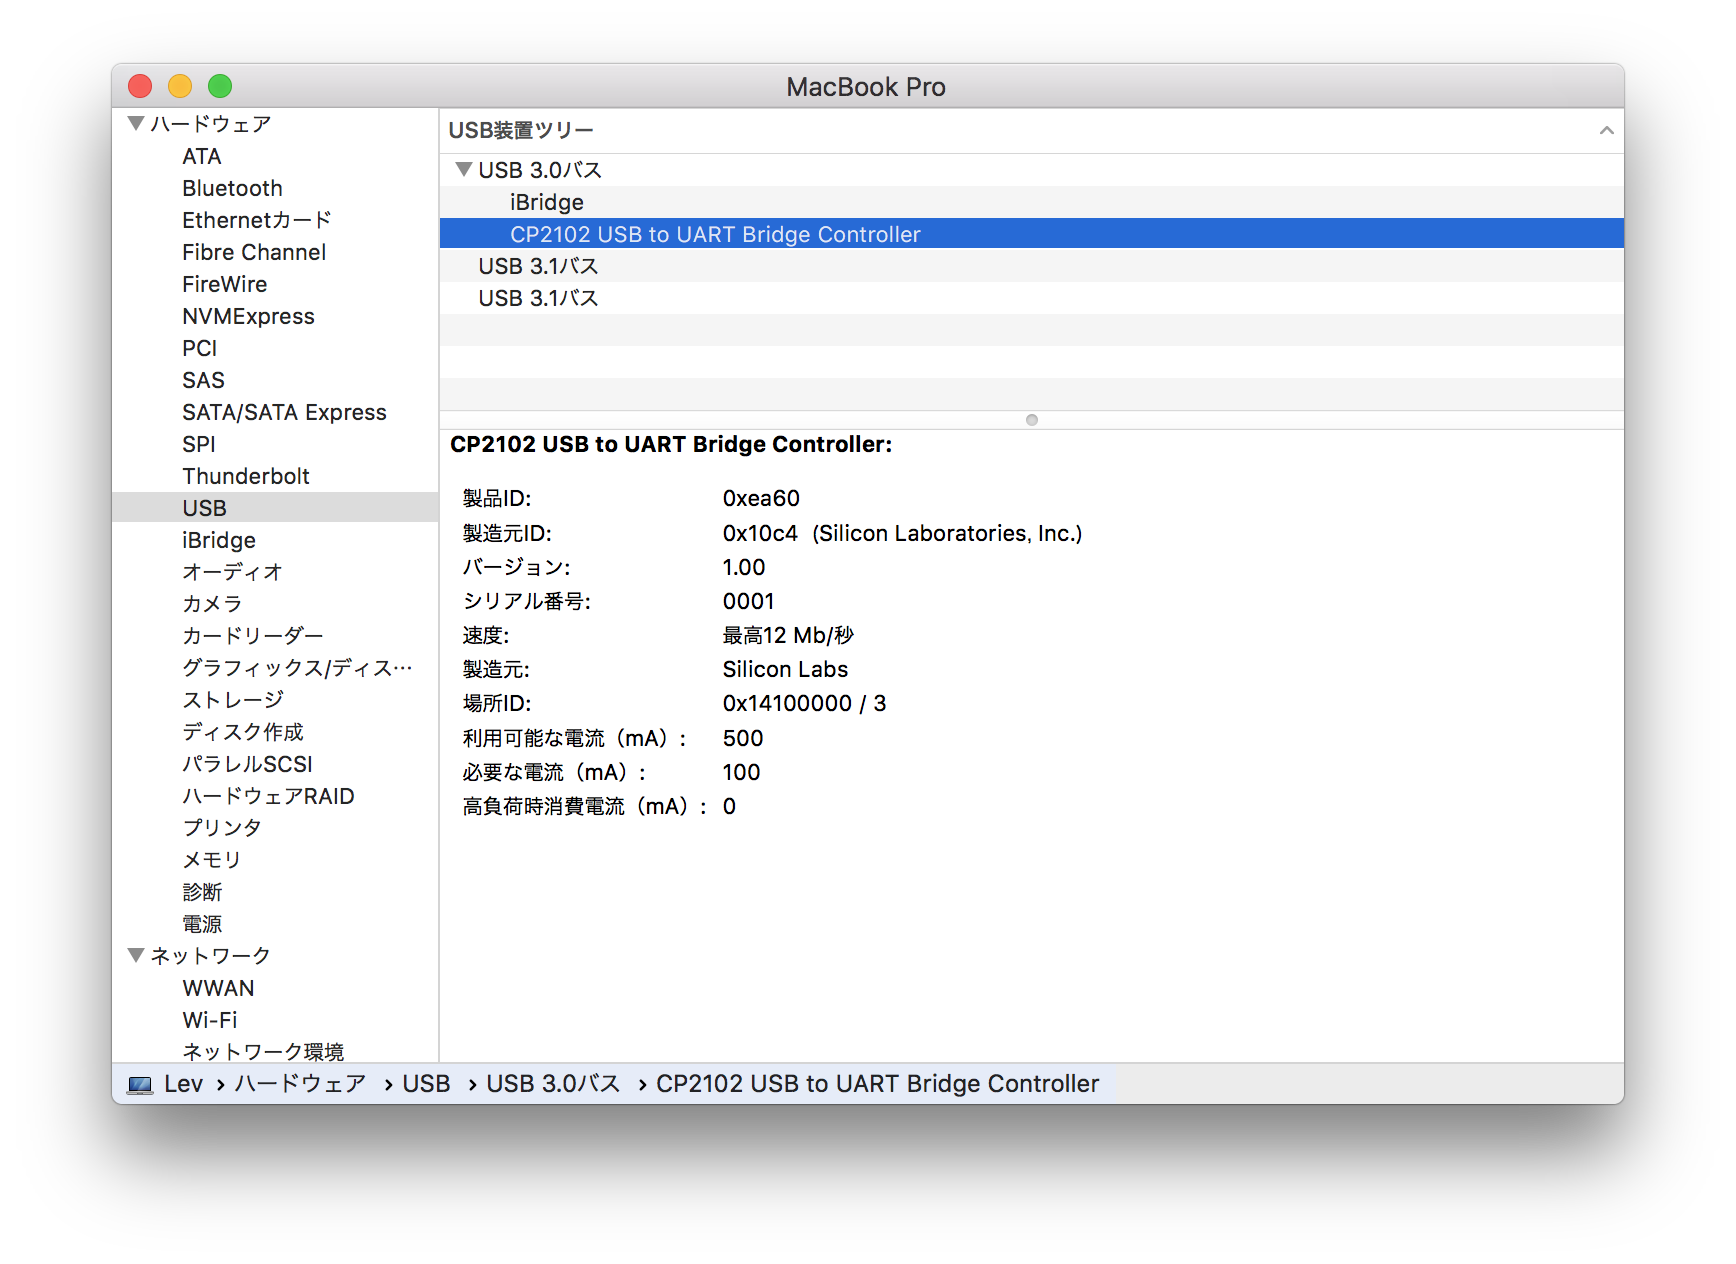 MacBook Pro
ハードウェア
ATA
Bluetooth
Ethernetカード
Fibre Channel
FireWire
NVMExpress
PCI
SAS
SATA/SATA Express
SPI
Thunderbolt
USB
iBridge
オーディオ
カメラ
カードリーダー
グラフィックス/ディス…
ストレージ
ディスク作成
パラレルSCSI
ハードウェアRAID
プリンタ
メモリ
診断
電源
ネットワーク
WWAN
Wi-Fi
ネットワーク環境
USB装置ツリー
USB 3.0バス
iBridge
CP2102 USB to UART Bridge Controller
USB 3.1バス
USB 3.1バス
CP2102 USB to UART Bridge Controller:
製品ID: 0xea60
製造元ID: 0x10c4 (Silicon Laboratories, Inc.)
バージョン: 1.00
シリアル番号: 0001
速度: 最高12 Mb/秒
製造元: Silicon Labs
場所ID: 0x14100000 / 3
利用可能な電流（mA）: 500
必要な電流（mA）: 100
高負荷時消費電流（mA）: 0
Lev › ハードウェア › USB › USB 3.0バス › CP2102 USB to UART Bridge Controller